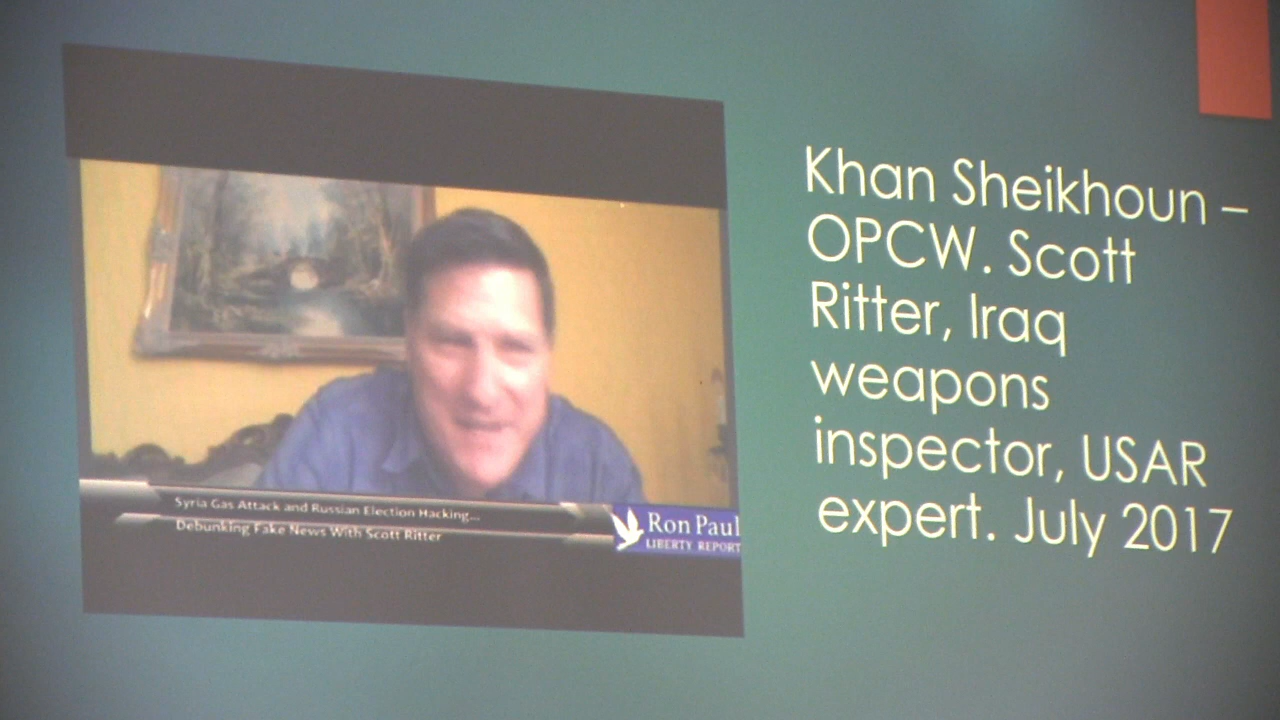 Khan Sheikhoun –
OPCW. Scott
Ritter, Iraq
weapons
inspector, USAR
expert. July 2017
Syria Gas Attack and Russian Election Hacking...
Debunking Fake News With Scott Ritter
Ron Paul
LIBERTY REPORT